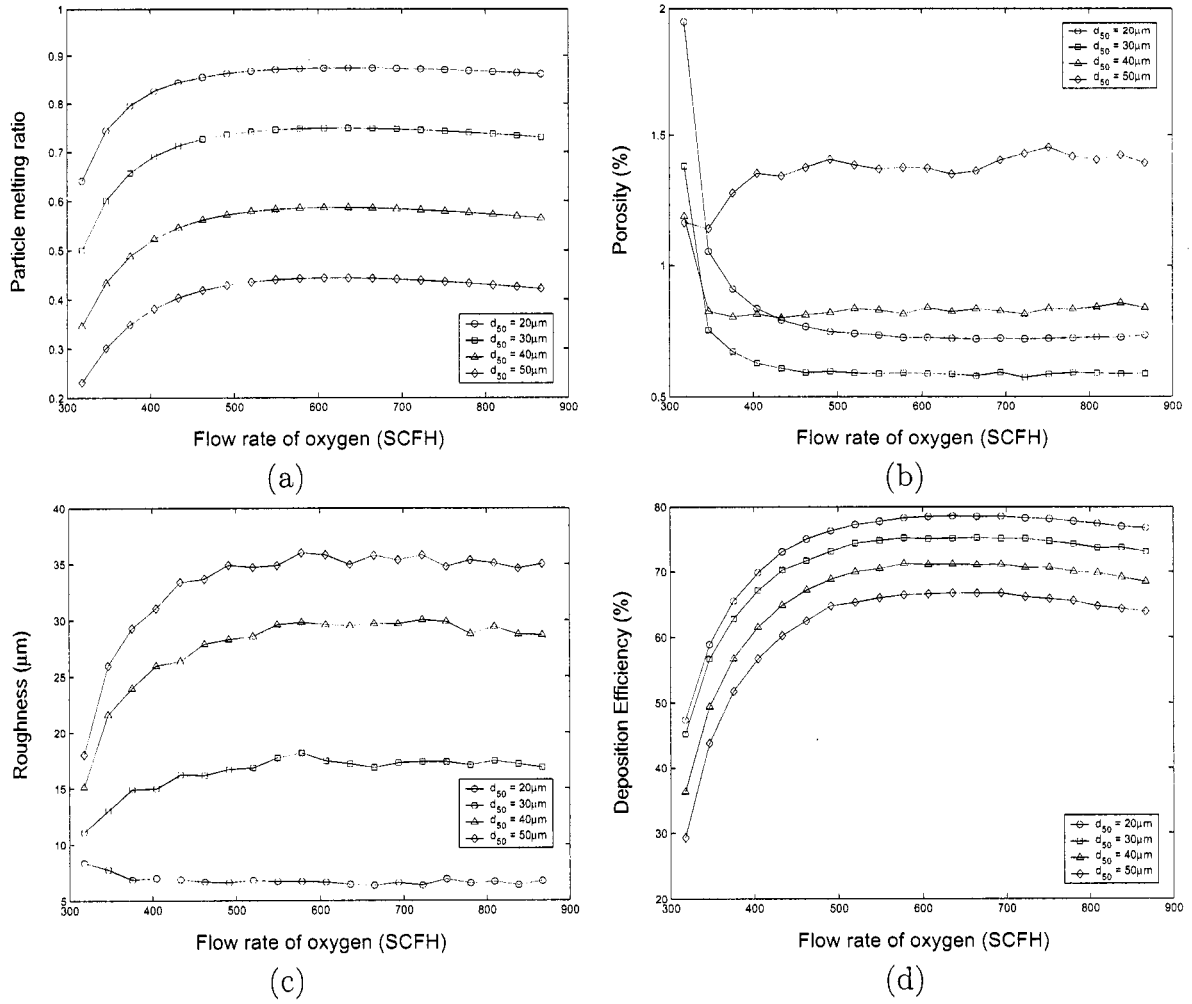 1
0.9
0.8
0.7
0.6
0.5
0.4
0.3
0.2
300 400 500 600 700 800 900
Particle melting ratio
Flow rate of oxygen (SCFH)
d50 = 20μm
d50 = 30μm
d50 = 40μm
d50 = 50μm
(a)
2
1.5
1
0.5
300 400 500 600 700 800 900
Porosity (%)
Flow rate of oxygen (SCFH)
d50 = 20μm
d50 = 30μm
d50 = 40μm
d50 = 50μm
(b)
40
35
30
25
20
15
10
5
300 400 500 600 700 800 900
Roughness (μm)
Flow rate of oxygen (SCFH)
d50 = 20μm
d50 = 30μm
d50 = 40μm
d50 = 50μm
(c)
80
70
60
50
40
30
20
300 400 500 600 700 800 900
Deposition Efficiency (%)
Flow rate of oxygen (SCFH)
d50 = 20μm
d50 = 30μm
d50 = 40μm
d50 = 50μm
(d)